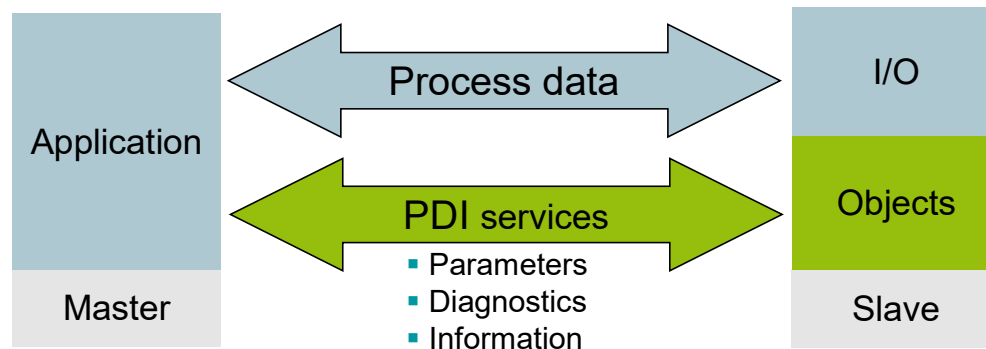 Application
Master
Process data
PDI services
▪ Parameters
▪ Diagnostics
▪ Information
I/O
Objects
Slave